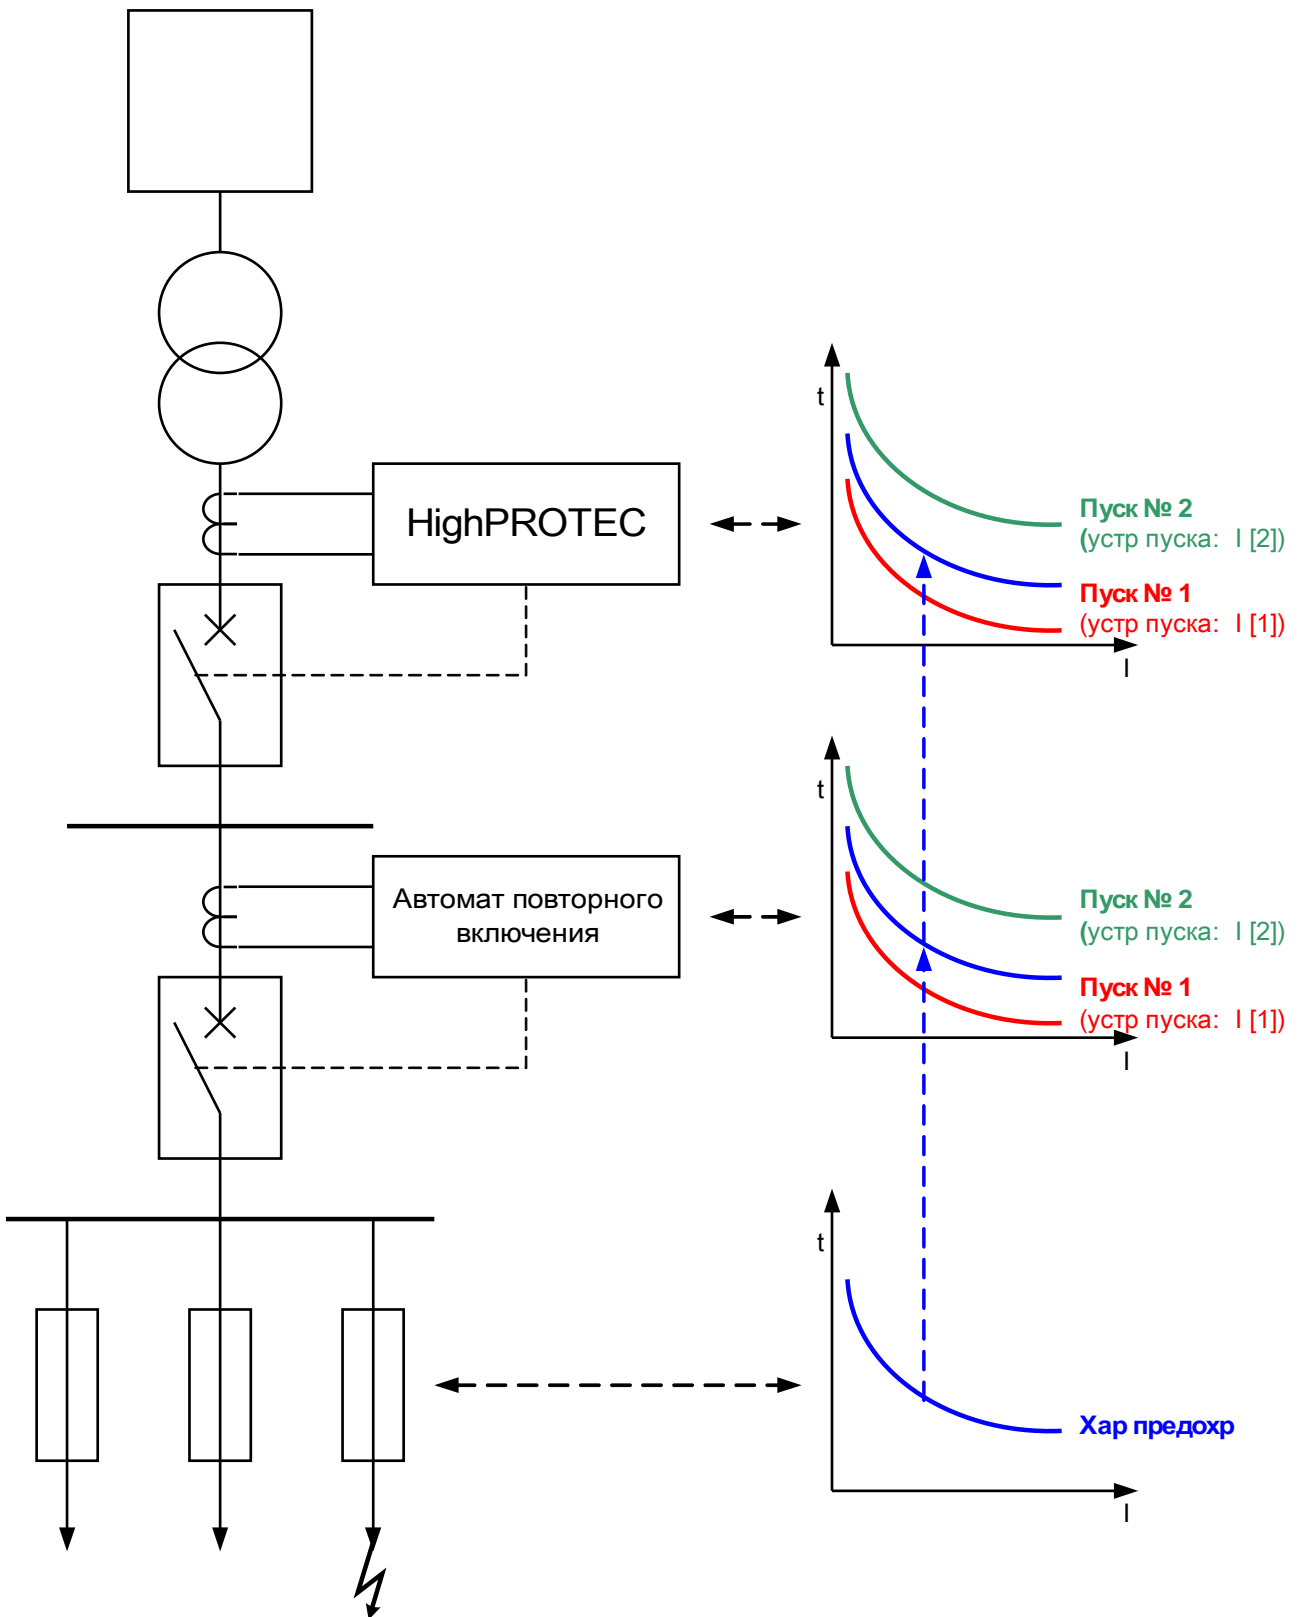 t
HighPROTEC
Пуск № 2
(устр пуска: I [2])
Пуск № 1
(устр пуска: I [1])
I
t
Автомат повторного
включения
Пуск № 2
(устр пуска: I [2])
Пуск № 1
(устр пуска: I [1])
I
t
Хар предохр
I